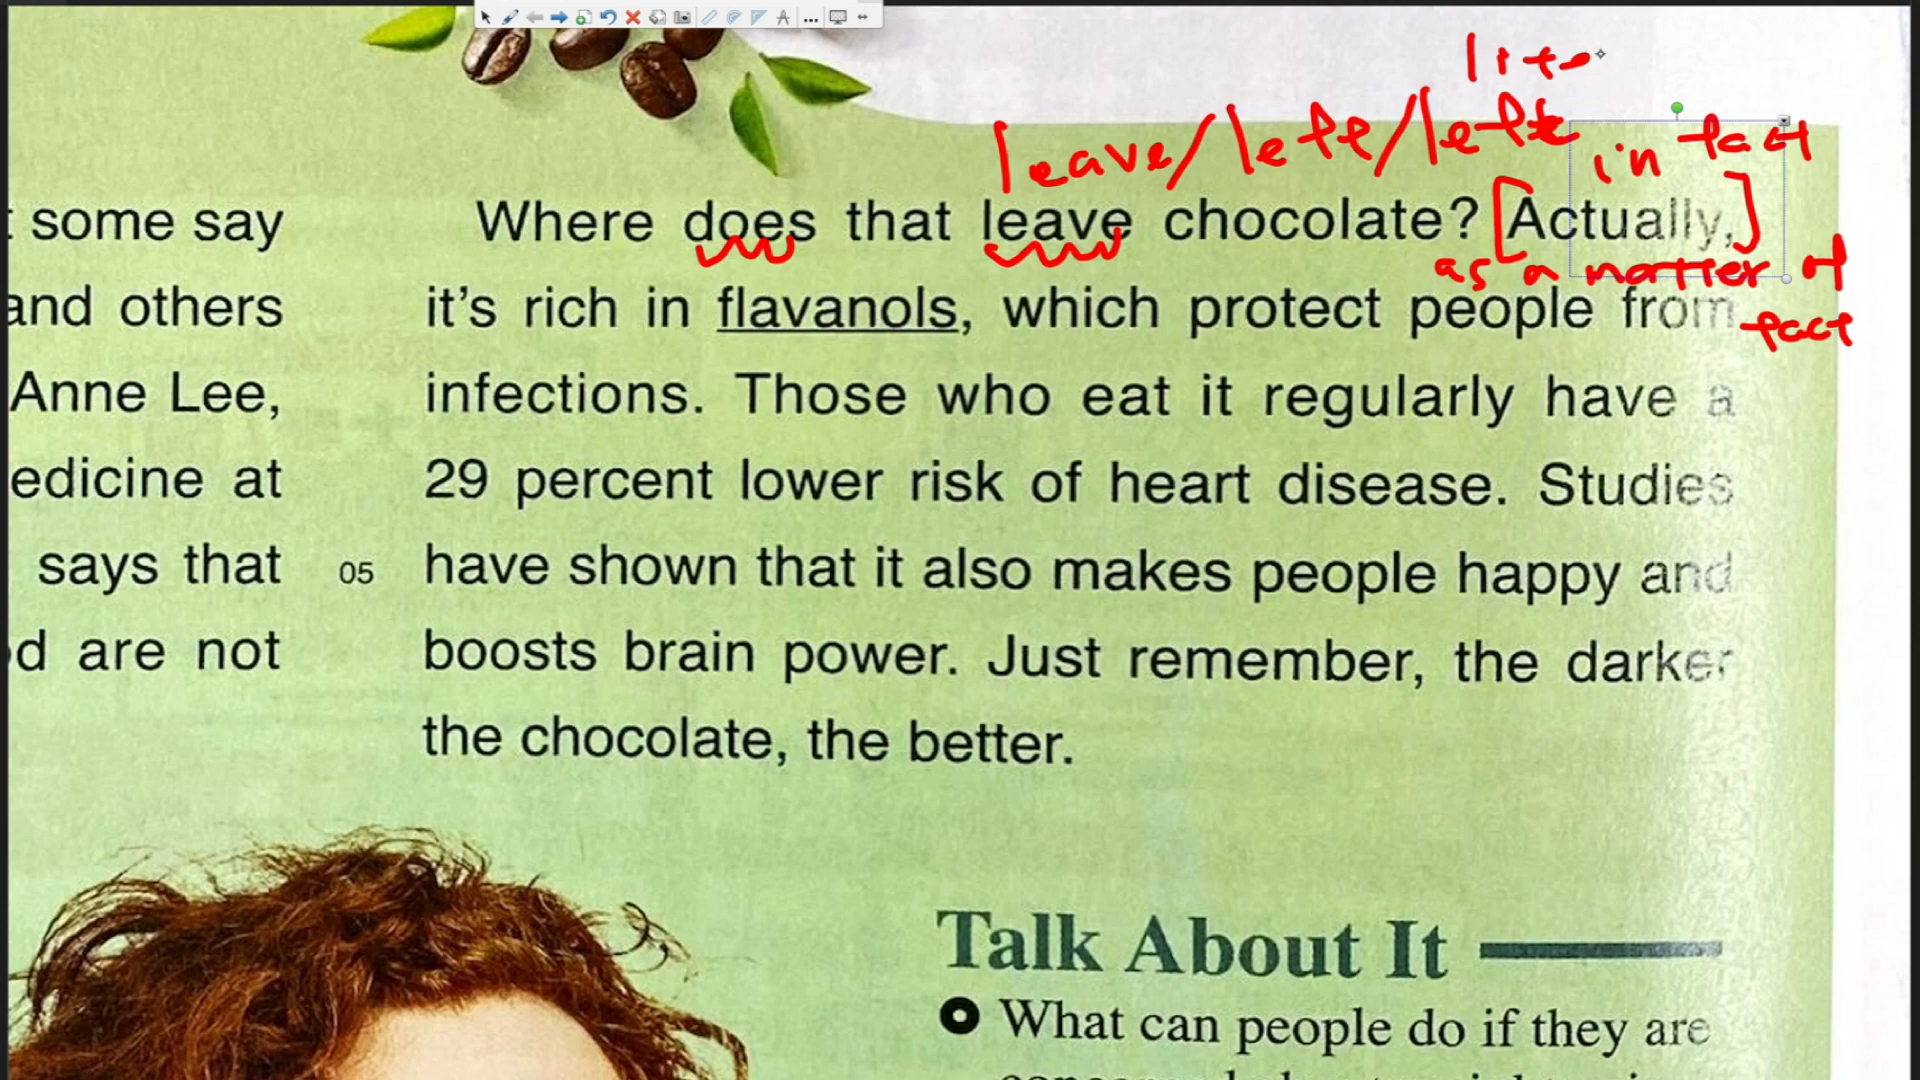 lite
leave/left/left in fact
: some say
Where does that leave chocolate? [Actually,]
as a matter of
and others
it's rich in flavanols, which protect people from
fact
Anne Lee,
infections. Those who eat it regularly have a
edicine at
29 percent lower risk of heart disease. Studies
says that
05 have shown that it also makes people happy and
d are not
boosts brain power. Just remember, the darker
the chocolate, the better.
Talk About It
What can people do if they are